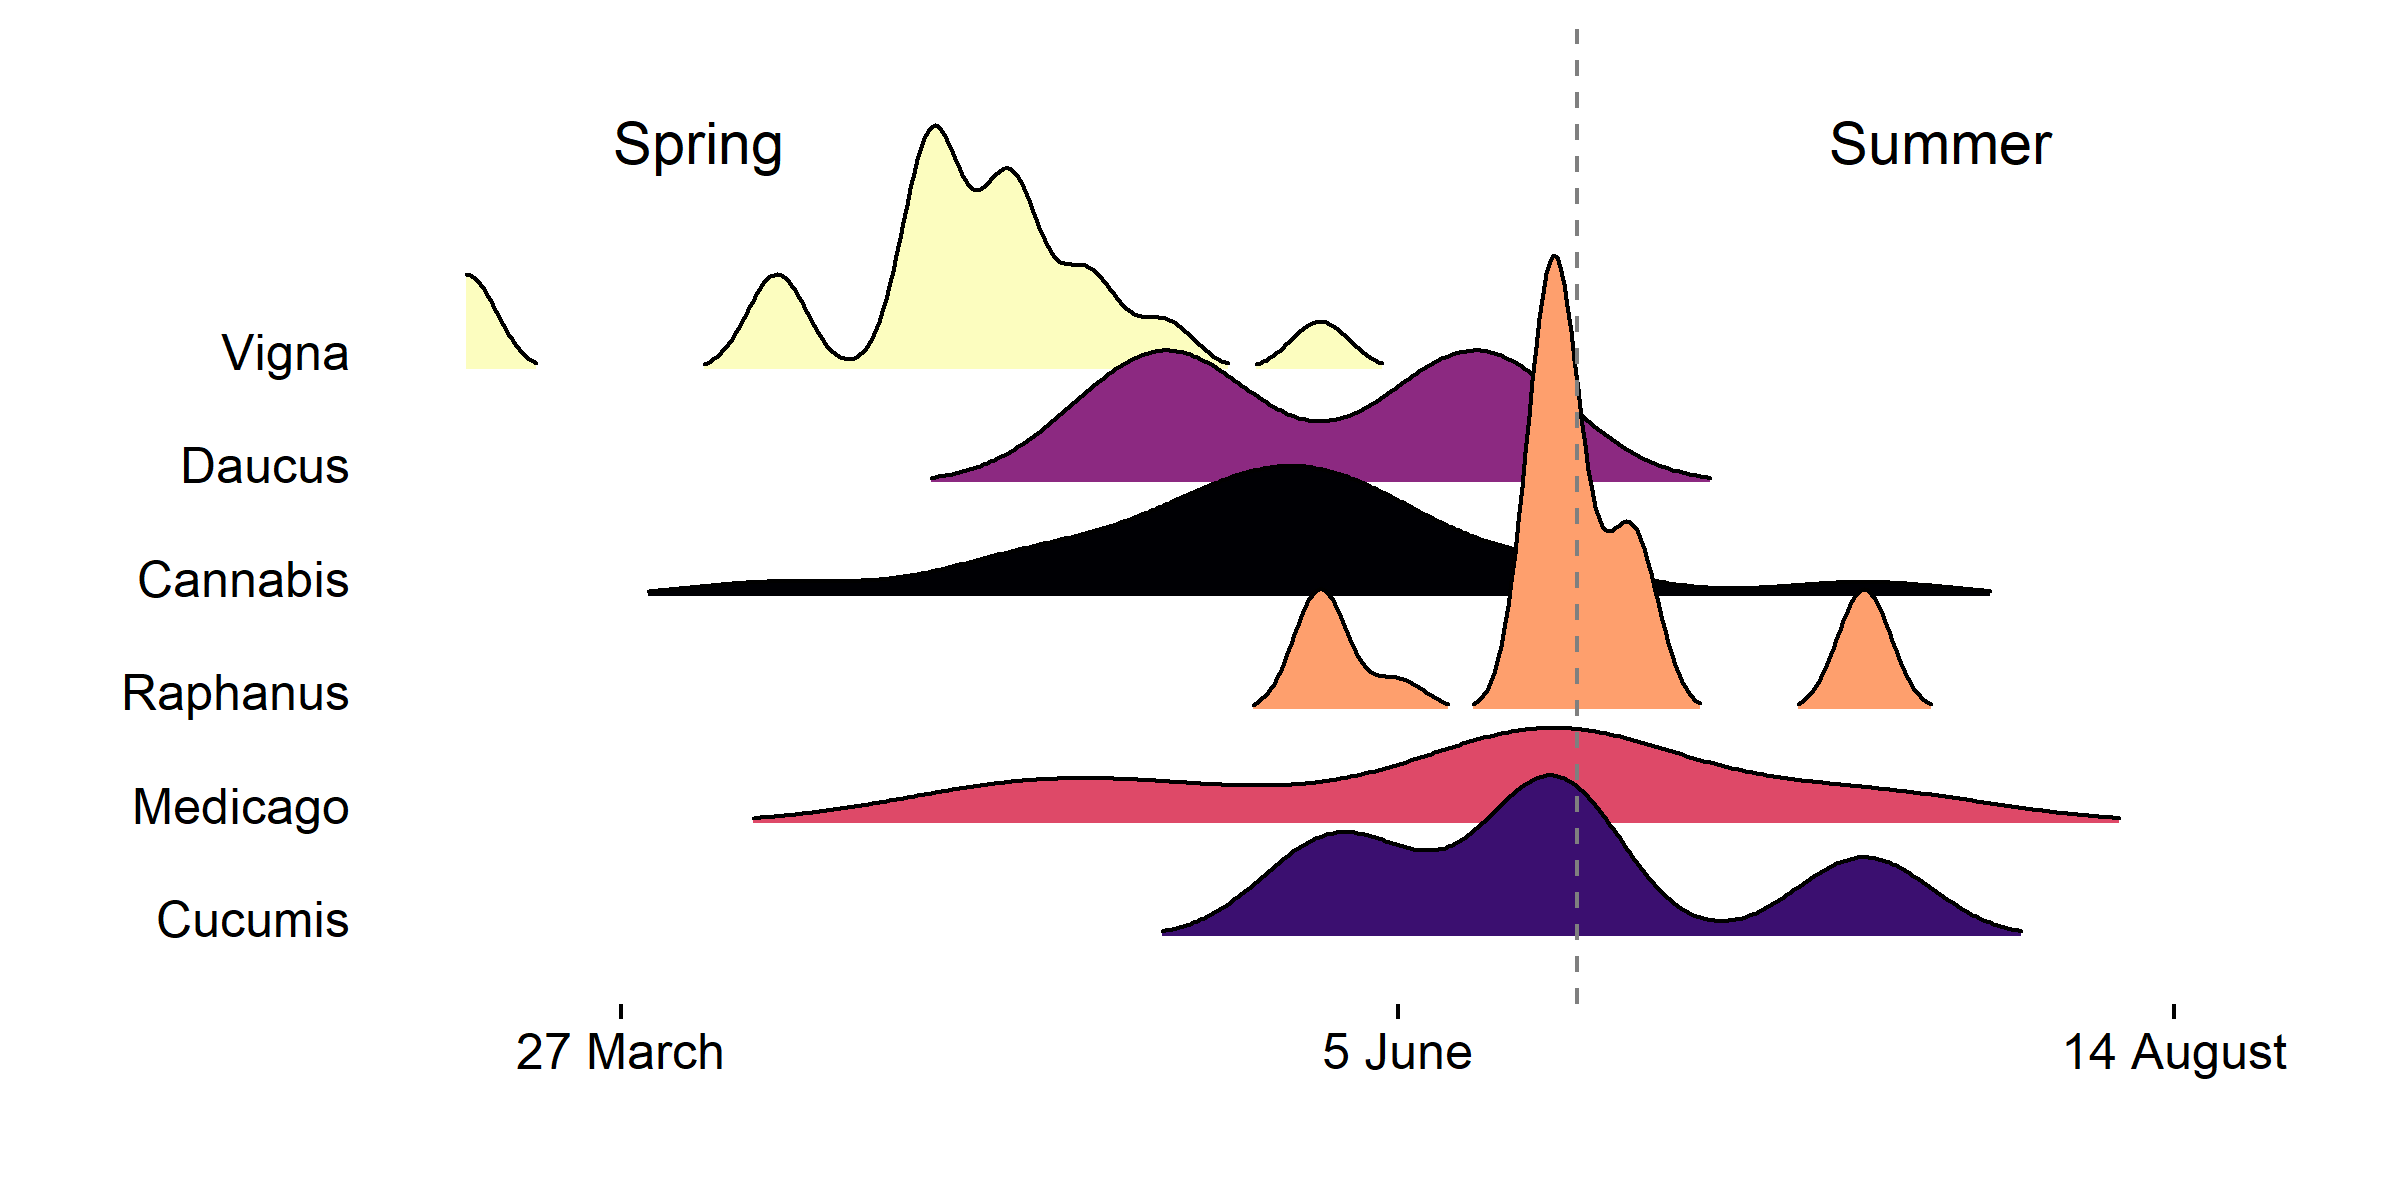 Spring
Summer
Vigna
Daucus
Cannabis
Raphanus
Medicago
Cucumis
27 March
5 June
14 August